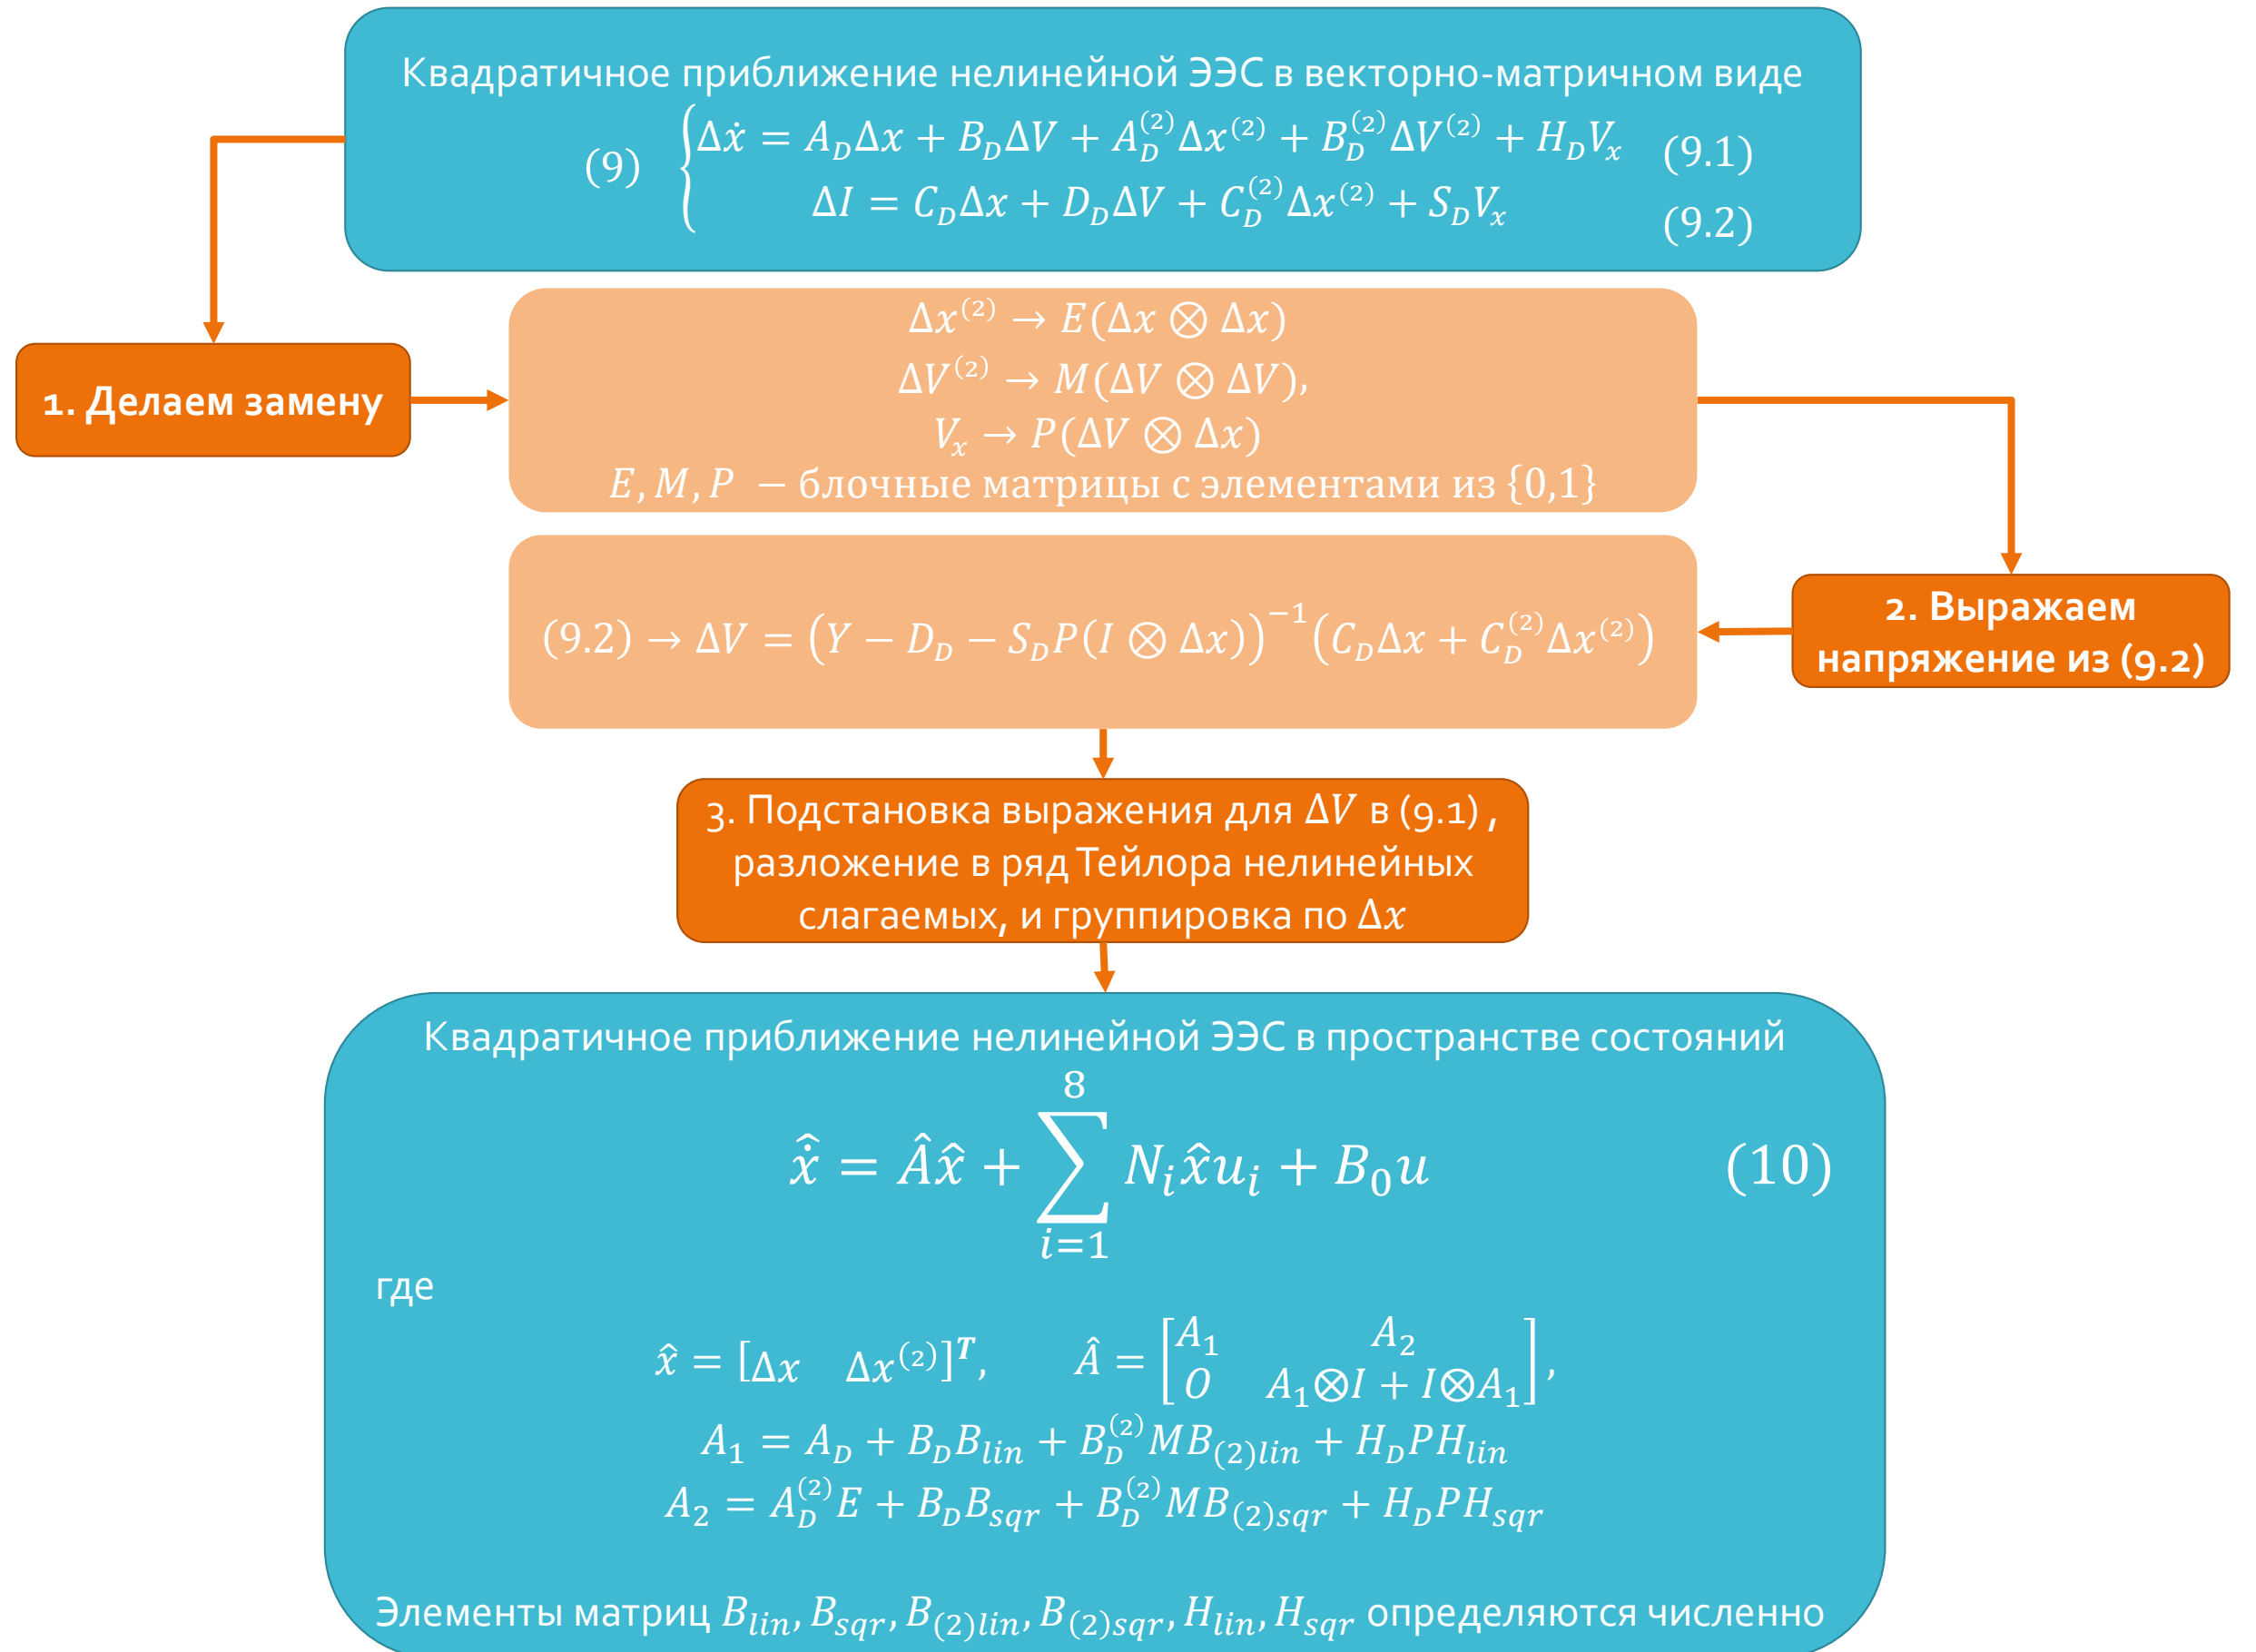 Квадратичное приближение нелинейной ЭЭС в векторно-матричном виде
(9) { Δẋ = A_D Δx + B_D ΔV + A_D^(2) Δx^(2) + B_D^(2) ΔV^(2) + H_D V_x (9.1)
ΔI = C_D Δx + D_D ΔV + C_D^(2) Δx^(2) + S_D V_x (9.2)
1. Делаем замену
Δx^(2) → E(Δx ⊗ Δx)
ΔV^(2) → M(ΔV ⊗ ΔV),
V_x → P(ΔV ⊗ Δx)
E, M, P − блочные матрицы с элементами из {0,1}
2. Выражаем
напряжение из (9.2)
(9.2) → ΔV = (Y − D_D − S_D P(I ⊗ Δx))^−1 (C_D Δx + C_D^(2) Δx^(2))
3. Подстановка выражения для ΔV в (9.1) ,
разложение в ряд Тейлора нелинейных
слагаемых, и группировка по Δx
Квадратичное приближение нелинейной ЭЭС в пространстве состояний
x̂̇ = Âx̂ + ∑_{i=1}^{8} N_i x̂ u_i + B_0 u (10)
где
x̂ = [Δx Δx^(2)]^T, Â = [A_1 A_2; O A_1⊗I + I⊗A_1],
A_1 = A_D + B_D B_lin + B_D^(2) M B_(2)lin + H_D P H_lin
A_2 = A_D^(2) E + B_D B_sqr + B_D^(2) M B_(2)sqr + H_D P H_sqr
Элементы матриц B_lin, B_sqr, B_(2)lin, B_(2)sqr, H_lin, H_sqr определяются численно